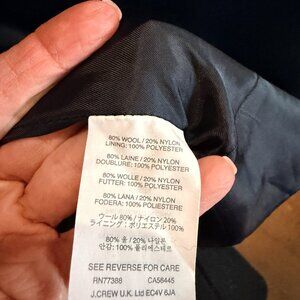 80% WOOL / 20% NYLON
LINING: 100% POLYESTER
80% LAINE / 20% NYLON
DOUBLURE: 100% POLYESTER
80% WOLLE / 20% NYLON
FUTTER: 100% POLYESTER
80% LANA / 20% NYLON
FODERA: 100% POLIESTERE
ウール 80% / ナイロン 20%
ライニング : ポリエステル 100%
80% 울 / 20% 나일론
안감: 100% 폴리에스테르
SEE REVERSE FOR CARE
RN77388 CA56445
J.CREW U.K. Ltd EC4V 6JA